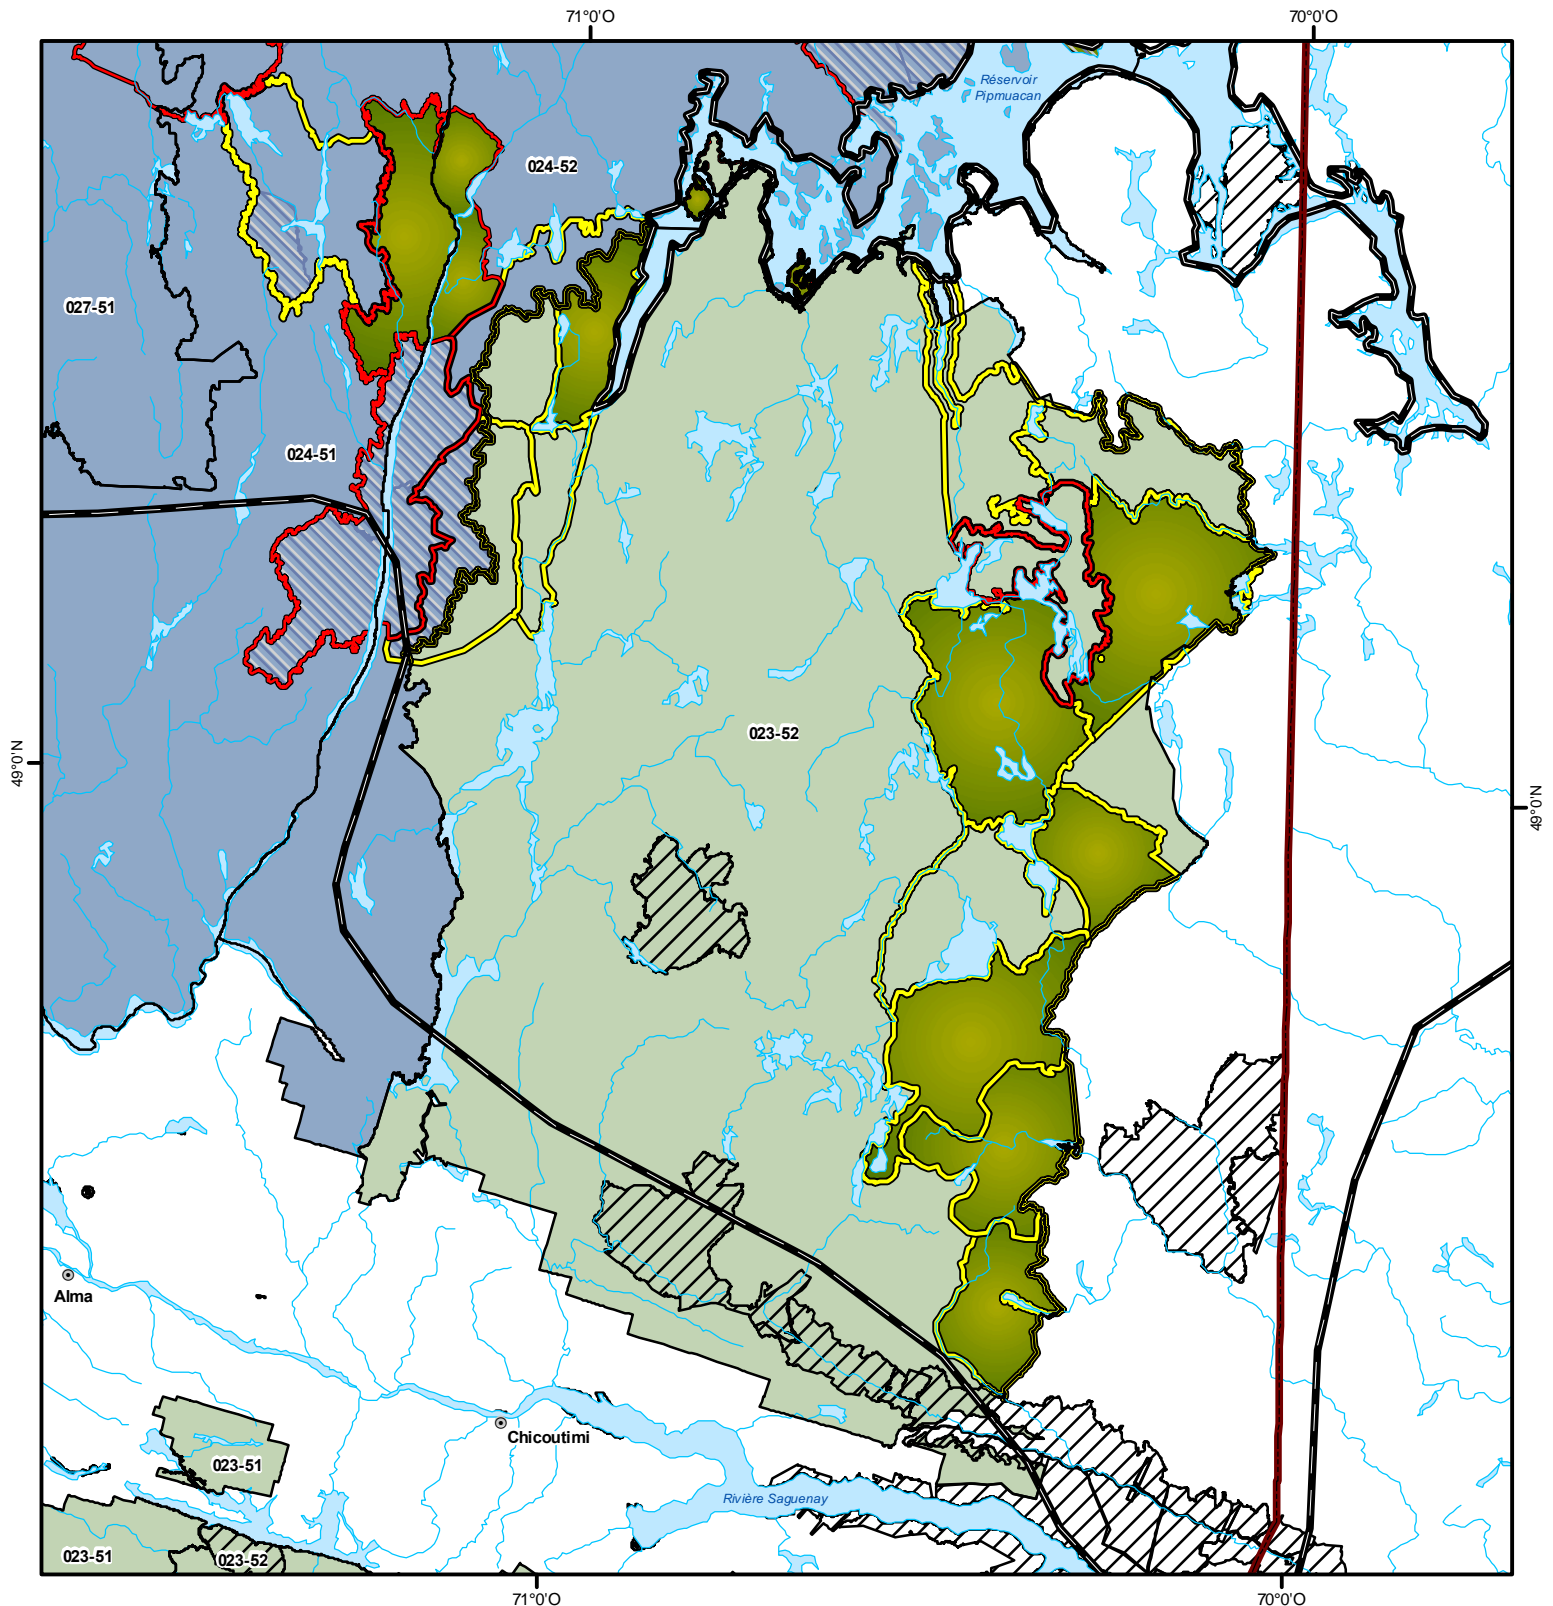 71°0'O
70°0'O
Réservoir
Pipmuacan
024-52
027-51
024-51
023-52
49°0'N
49°0'N
Alma
Chicoutimi
023-51
Rivière Saguenay
023-51
023-52
71°0'O
70°0'O